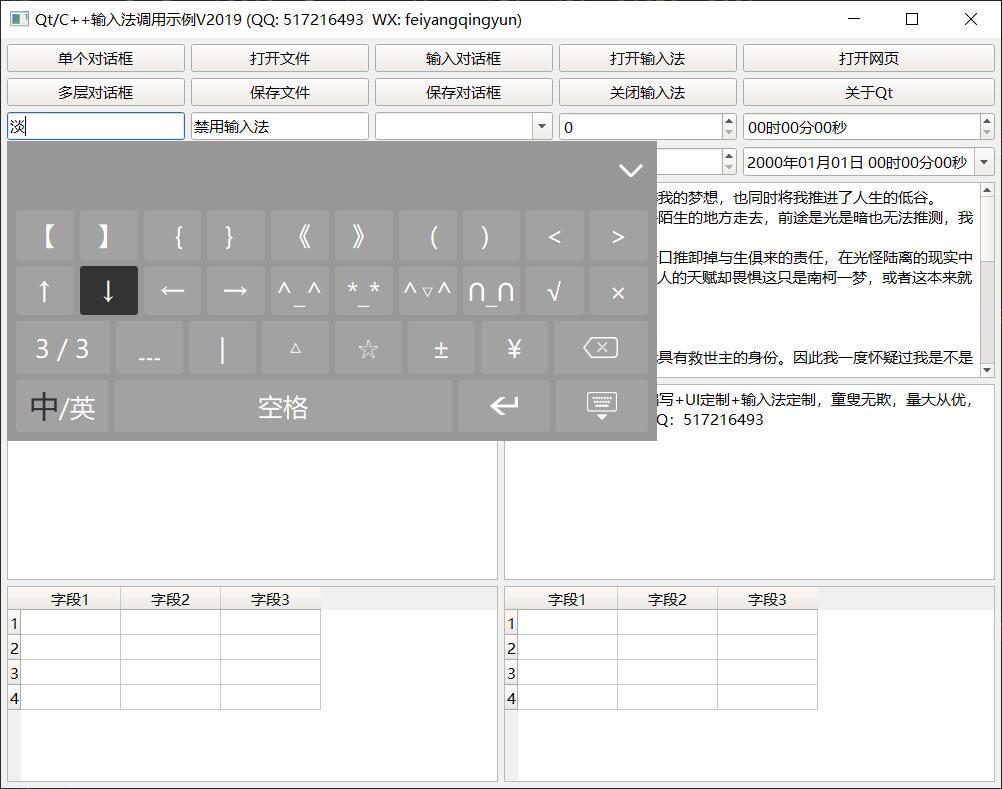 Qt/C++输入法调用示例V2019 (QQ: 517216493  WX: feiyangqingyun)
单个对话框 打开文件 输入对话框 打开输入法 打开网页
多层对话框 保存文件 保存对话框 关闭输入法 关于Qt
淡 禁用输入法 0 00时00分00秒
2000年01月01日 00时00分00秒
我的梦想，也同时将我推进了人生的低谷。
陌生的地方走去，前途是光是暗也无法推测，我
口推卸掉与生俱来的责任，在光怪陆离的现实中
人的天赋却畏惧这只是南柯一梦，或者这本来就
具有救世主的身份。因此我一度怀疑过我是不是
写+UI定制+输入法定制，童叟无欺，量大从优，
Q：517216493
【 】 { } 《 》 ( ) < >
↑ ↓ ← → ^_^ *_* ^▽^ ∩_∩ √ ×
3 / 3 ... | △ ☆ ± ¥
中/英 空格
字段1 字段2 字段3 字段1 字段2 字段3
1 1
2 2
3 3
4 4